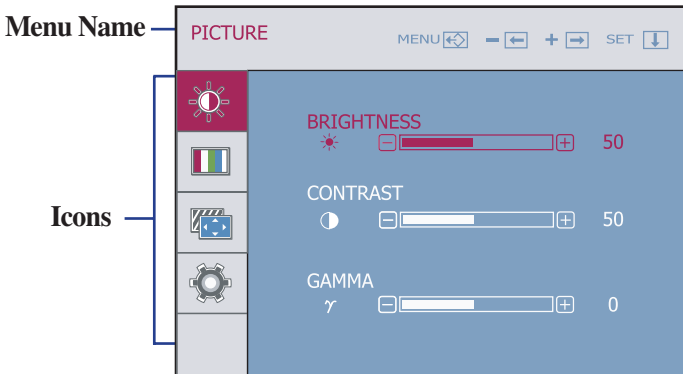 Menu Name
PICTURE MENU - + SET
Icons
BRIGHTNESS
50
CONTRAST
50
GAMMA
γ 0